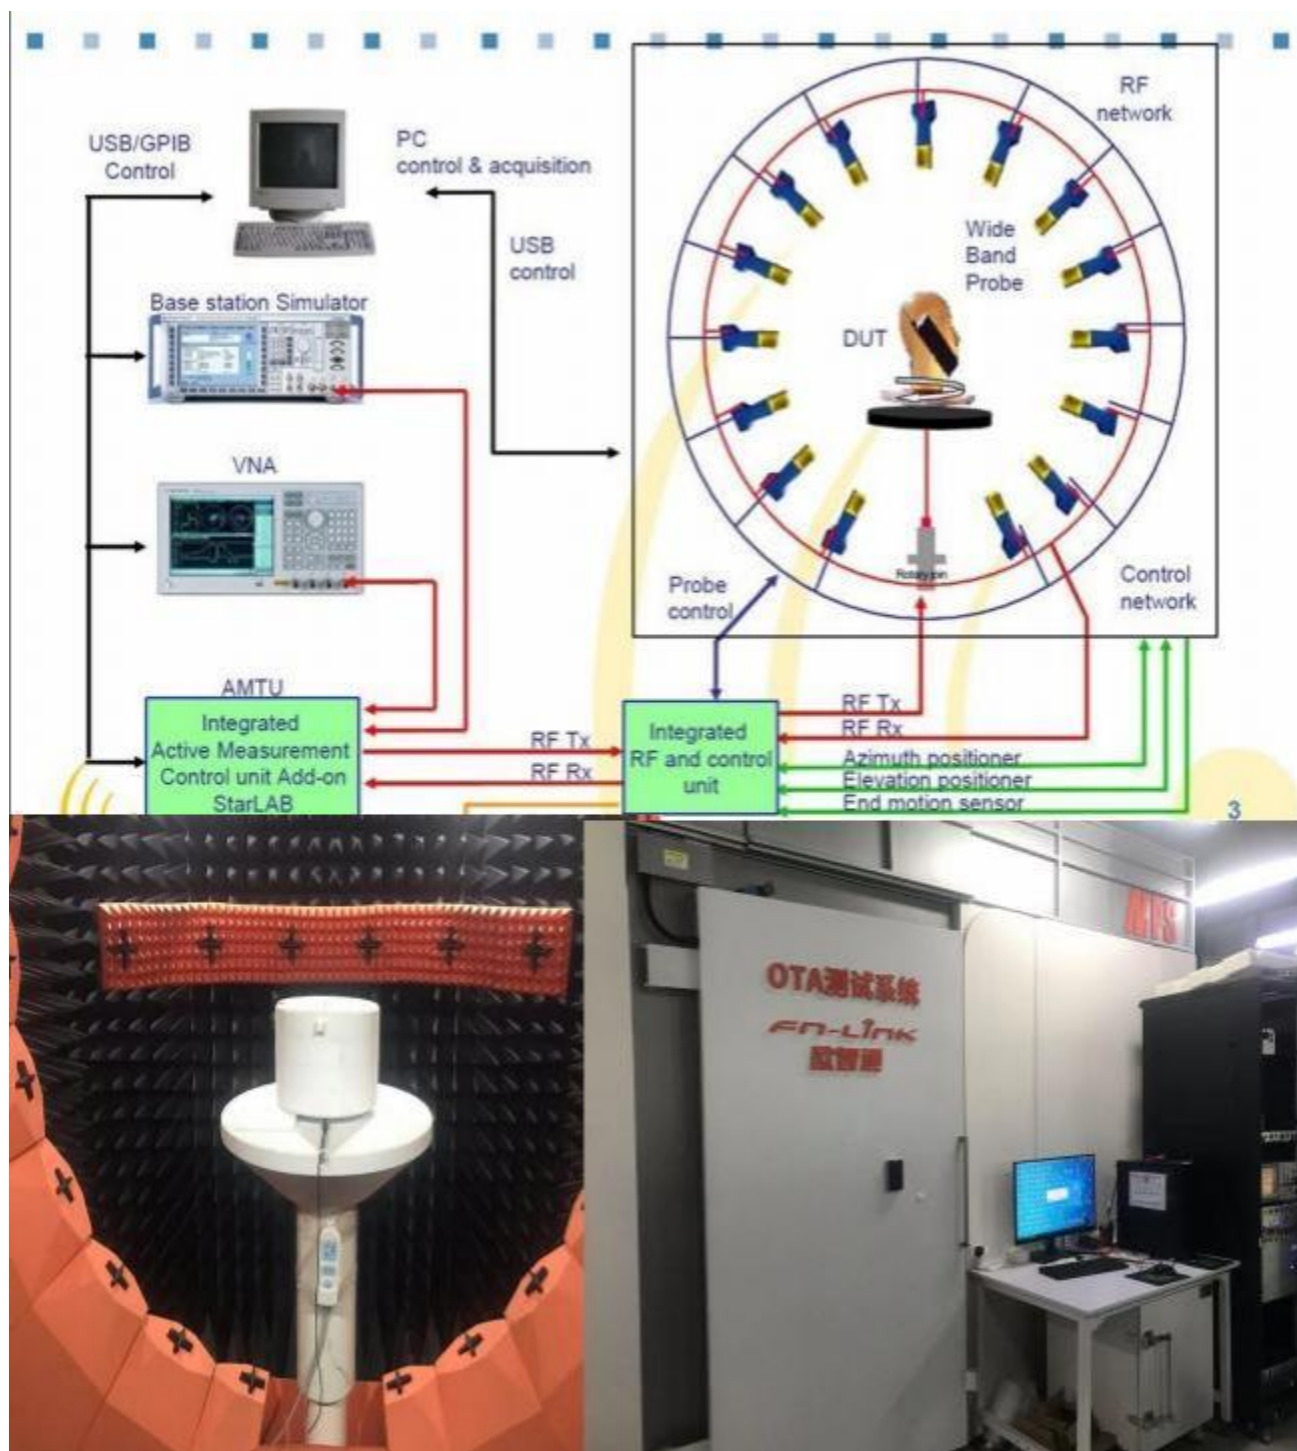 USB/GPIB
Control
PC
control & acquisition
USB
control
Base station Simulator
VNA
AMTU
Integrated
Active Measurement
Control unit Add-on
StarLAB
RF Tx
RF Rx
RF
network
Wide
Band
Probe
DUT
Rotary join
Probe
control
Control
network
Integrated
RF and control
unit
RF Tx
RF Rx
Azimuth positioner
Elevation positioner
End motion sensor
3
OTA测试系统
Fn-Link
欧智通